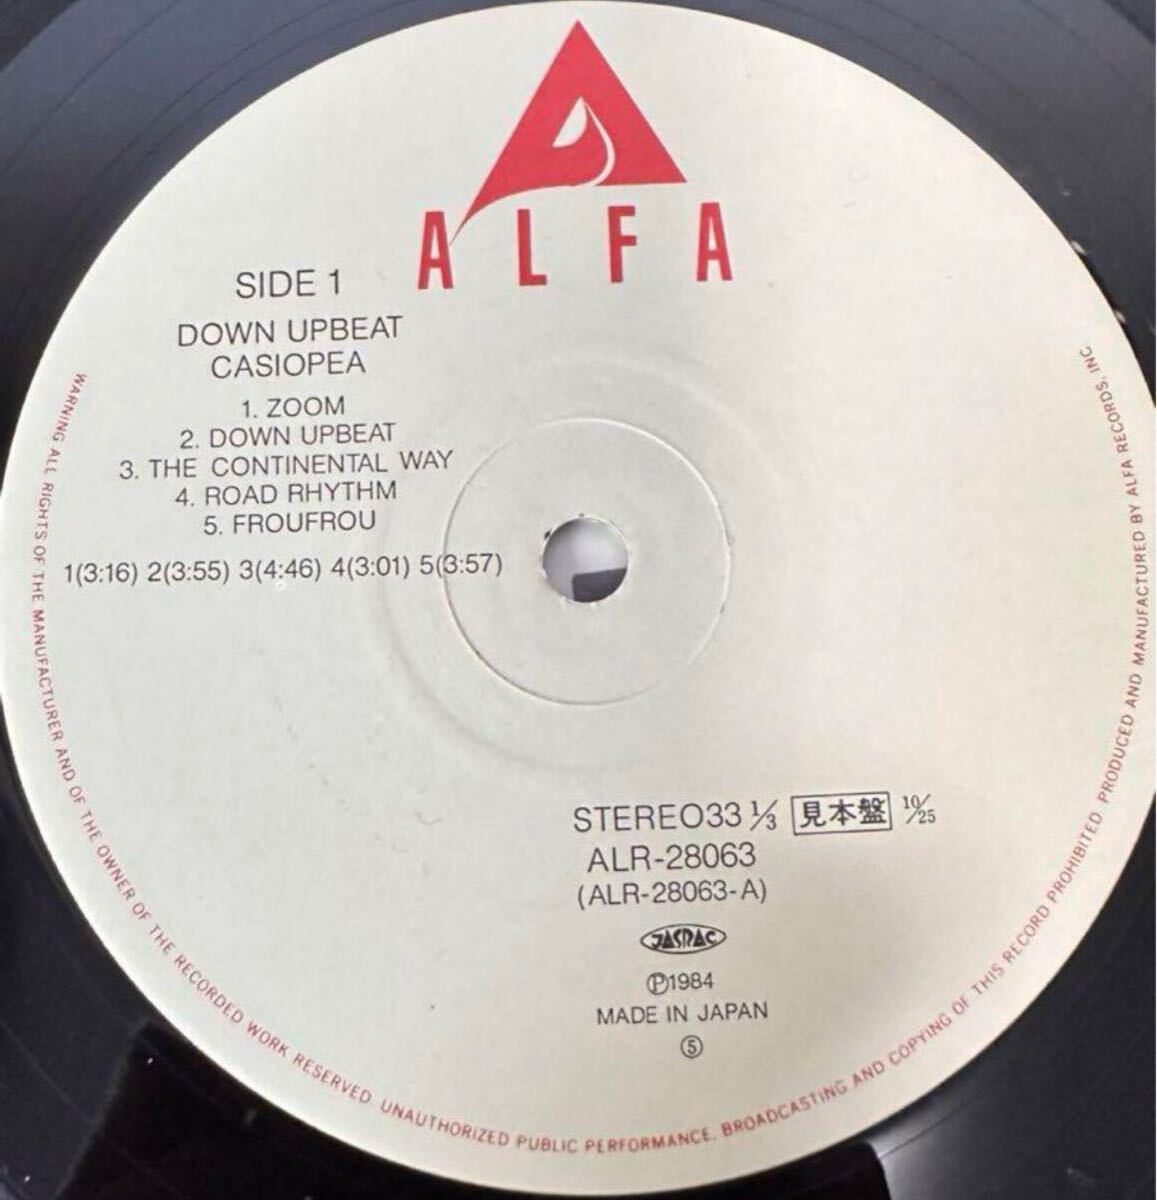 ALFA
SIDE 1
DOWN UPBEAT
CASIOPEA
1. ZOOM
2. DOWN UPBEAT
3. THE CONTINENTAL WAY
4. ROAD RHYTHM
5. FROUFROU
1(3:16) 2(3:55) 3(4:46) 4(3:01) 5(3:57)
STEREO33 1/3 見本盤 10/25
ALR-28063
(ALR-28063-A)
JASRAC
Ⓟ1984
MADE IN JAPAN
⑤
WARNING ALL RIGHTS OF THE MANUFACTURER AND OF THE OWNER OF THE RECORDED WORK RESERVED. UNAUTHORIZED PUBLIC PERFORMANCE, BROADCASTING AND COPYING OF THIS RECORD PROHIBITED. PRODUCED AND MANUFACTURED BY ALFA RECORDS, INC